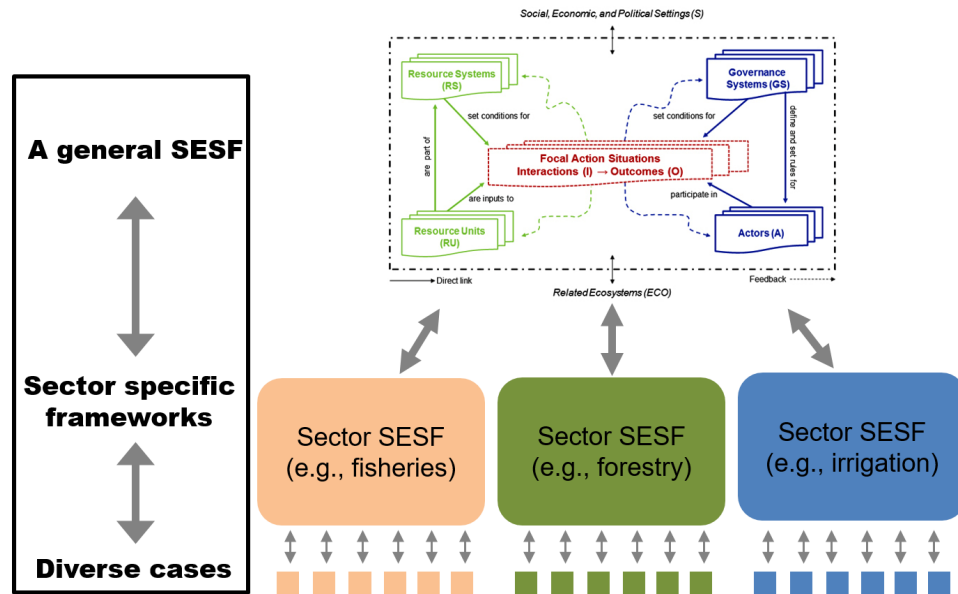 Social, Economic, and Political Settings (S)
Resource Systems
(RS)
Governance
Systems (GS)
set conditions for
set conditions for
are part of
define and set rules for
Focal Action Situations
Interactions (I) → Outcomes (O)
are inputs to
participate in
Resource Units
(RU)
Actors (A)
Direct link
Related Ecosystems (ECO)
Feedback
A general SESF
Sector specific
frameworks
Diverse cases
Sector SESF
(e.g., fisheries)
Sector SESF
(e.g., forestry)
Sector SESF
(e.g., irrigation)